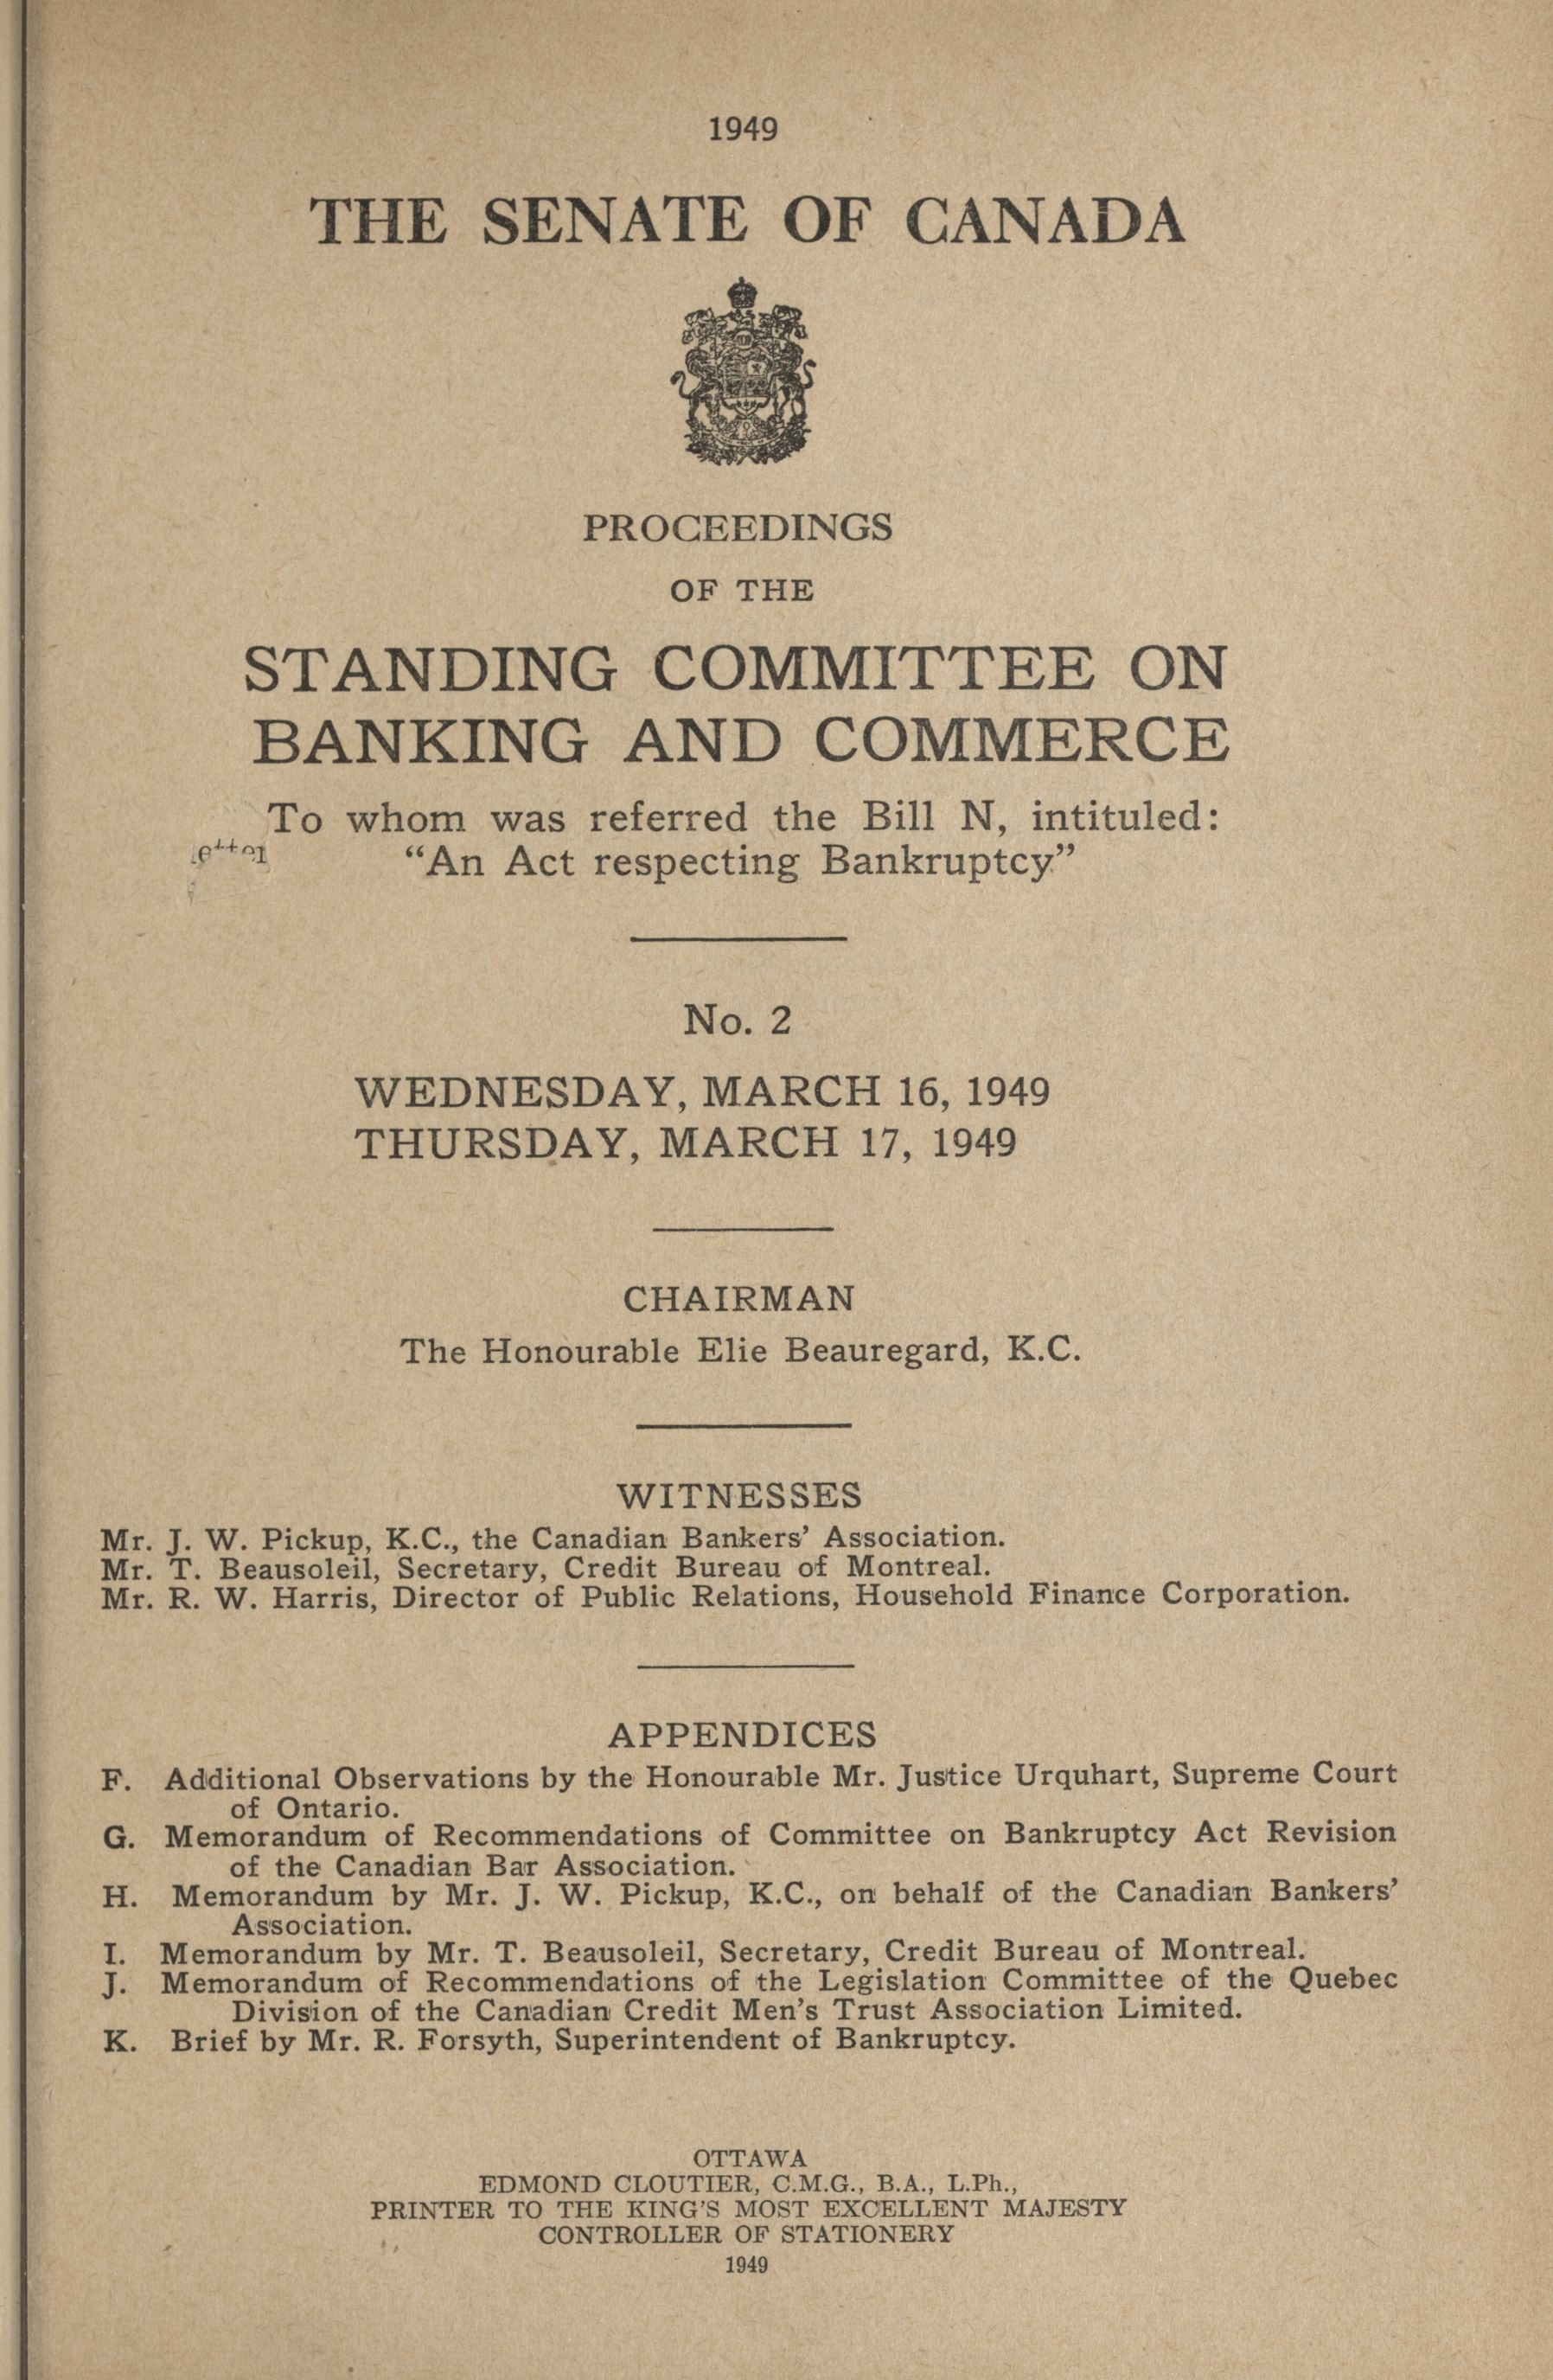 1949
THE SENATE OF CANADA
PROCEEDINGS
OF THE
STANDING COMMITTEE ON
BANKING AND COMMERCE
To whom was referred the Bill N, intituled:
"An Act respecting Bankruptcy"
No. 2
WEDNESDAY, MARCH 16, 1949
THURSDAY, MARCH 17, 1949
CHAIRMAN
The Honourable Elie Beauregard, K.C.
WITNESSES
Mr. J. W. Pickup, K.C., the Canadian Bankers' Association.
Mr. T. Beausoleil, Secretary, Credit Bureau of Montreal.
Mr. R. W. Harris, Director of Public Relations, Household Finance Corporation.
APPENDICES
F. Additional Observations by the Honourable Mr. Justice Urquhart, Supreme Court
of Ontario.
G. Memorandum of Recommendations of Committee on Bankruptcy Act Revision
of the Canadian Bar Association.
H. Memorandum by Mr. J. W. Pickup, K.C., on behalf of the Canadian Bankers'
Association.
I. Memorandum by Mr. T. Beausoleil, Secretary, Credit Bureau of Montreal.
J. Memorandum of Recommendations of the Legislation Committee of the Quebec
Division of the Canadian Credit Men's Trust Association Limited.
K. Brief by Mr. R. Forsyth, Superintendent of Bankruptcy.
OTTAWA
EDMOND CLOUTIER, C.M.G., B.A., L.Ph.,
PRINTER TO THE KING'S MOST EXCELLENT MAJESTY
CONTROLLER OF STATIONERY
1949